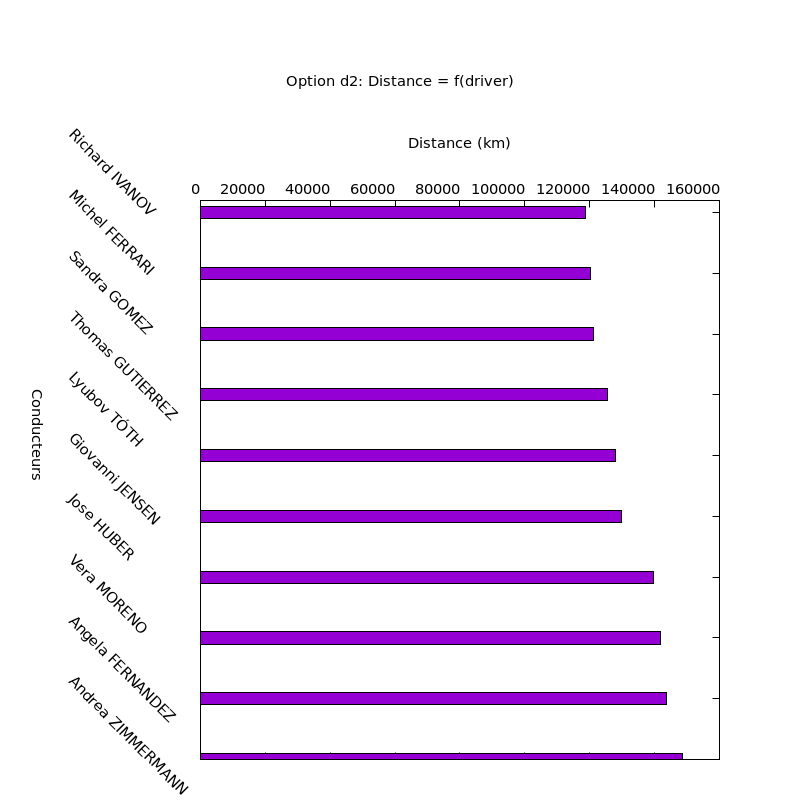 Option d2: Distance = f(driver)
Distance (km)
0 20000 40000 60000 80000 100000 120000 140000 160000
Conducteurs
Richard IVANOV
Michel FERRARI
Sandra GOMEZ
Thomas GUTIERREZ
Lyubov TÓTH
Giovanni JENSEN
Jose HUBER
Vera MORENO
Angela FERNANDEZ
Andrea ZIMMERMANN